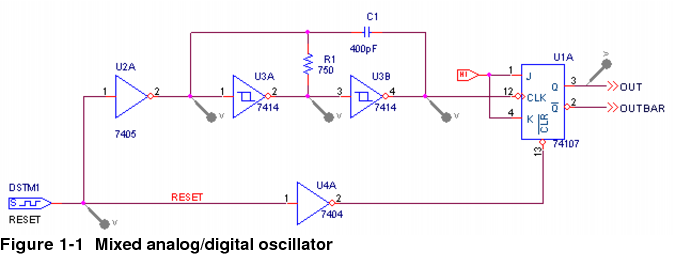 C1
400pF
R1
750
U2A
1 2
7405
U3A
1 2
7414
U3B
3 4
7414
U1A
HI
1 J
Q 3
OUT
12 CLK
4 K
Q 2
OUTBAR
CLR
13
74107
V
V
V
V
V
DSTM1
S
RESET
RESET
U4A
1 2
7404
Figure 1-1 Mixed analog/digital oscillator